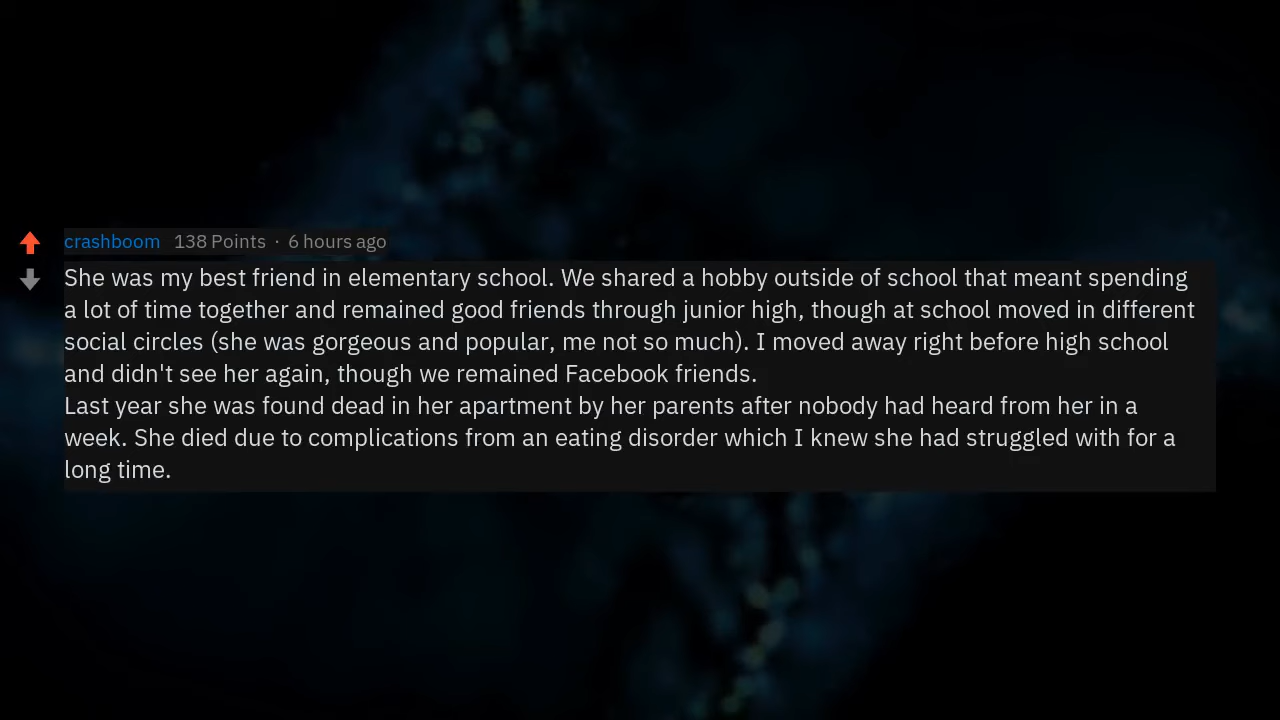 crashboom 138 Points · 6 hours ago
She was my best friend in elementary school. We shared a hobby outside of school that meant spending
a lot of time together and remained good friends through junior high, though at school moved in different
social circles (she was gorgeous and popular, me not so much). I moved away right before high school
and didn't see her again, though we remained Facebook friends.
Last year she was found dead in her apartment by her parents after nobody had heard from her in a
week. She died due to complications from an eating disorder which I knew she had struggled with for a
long time.